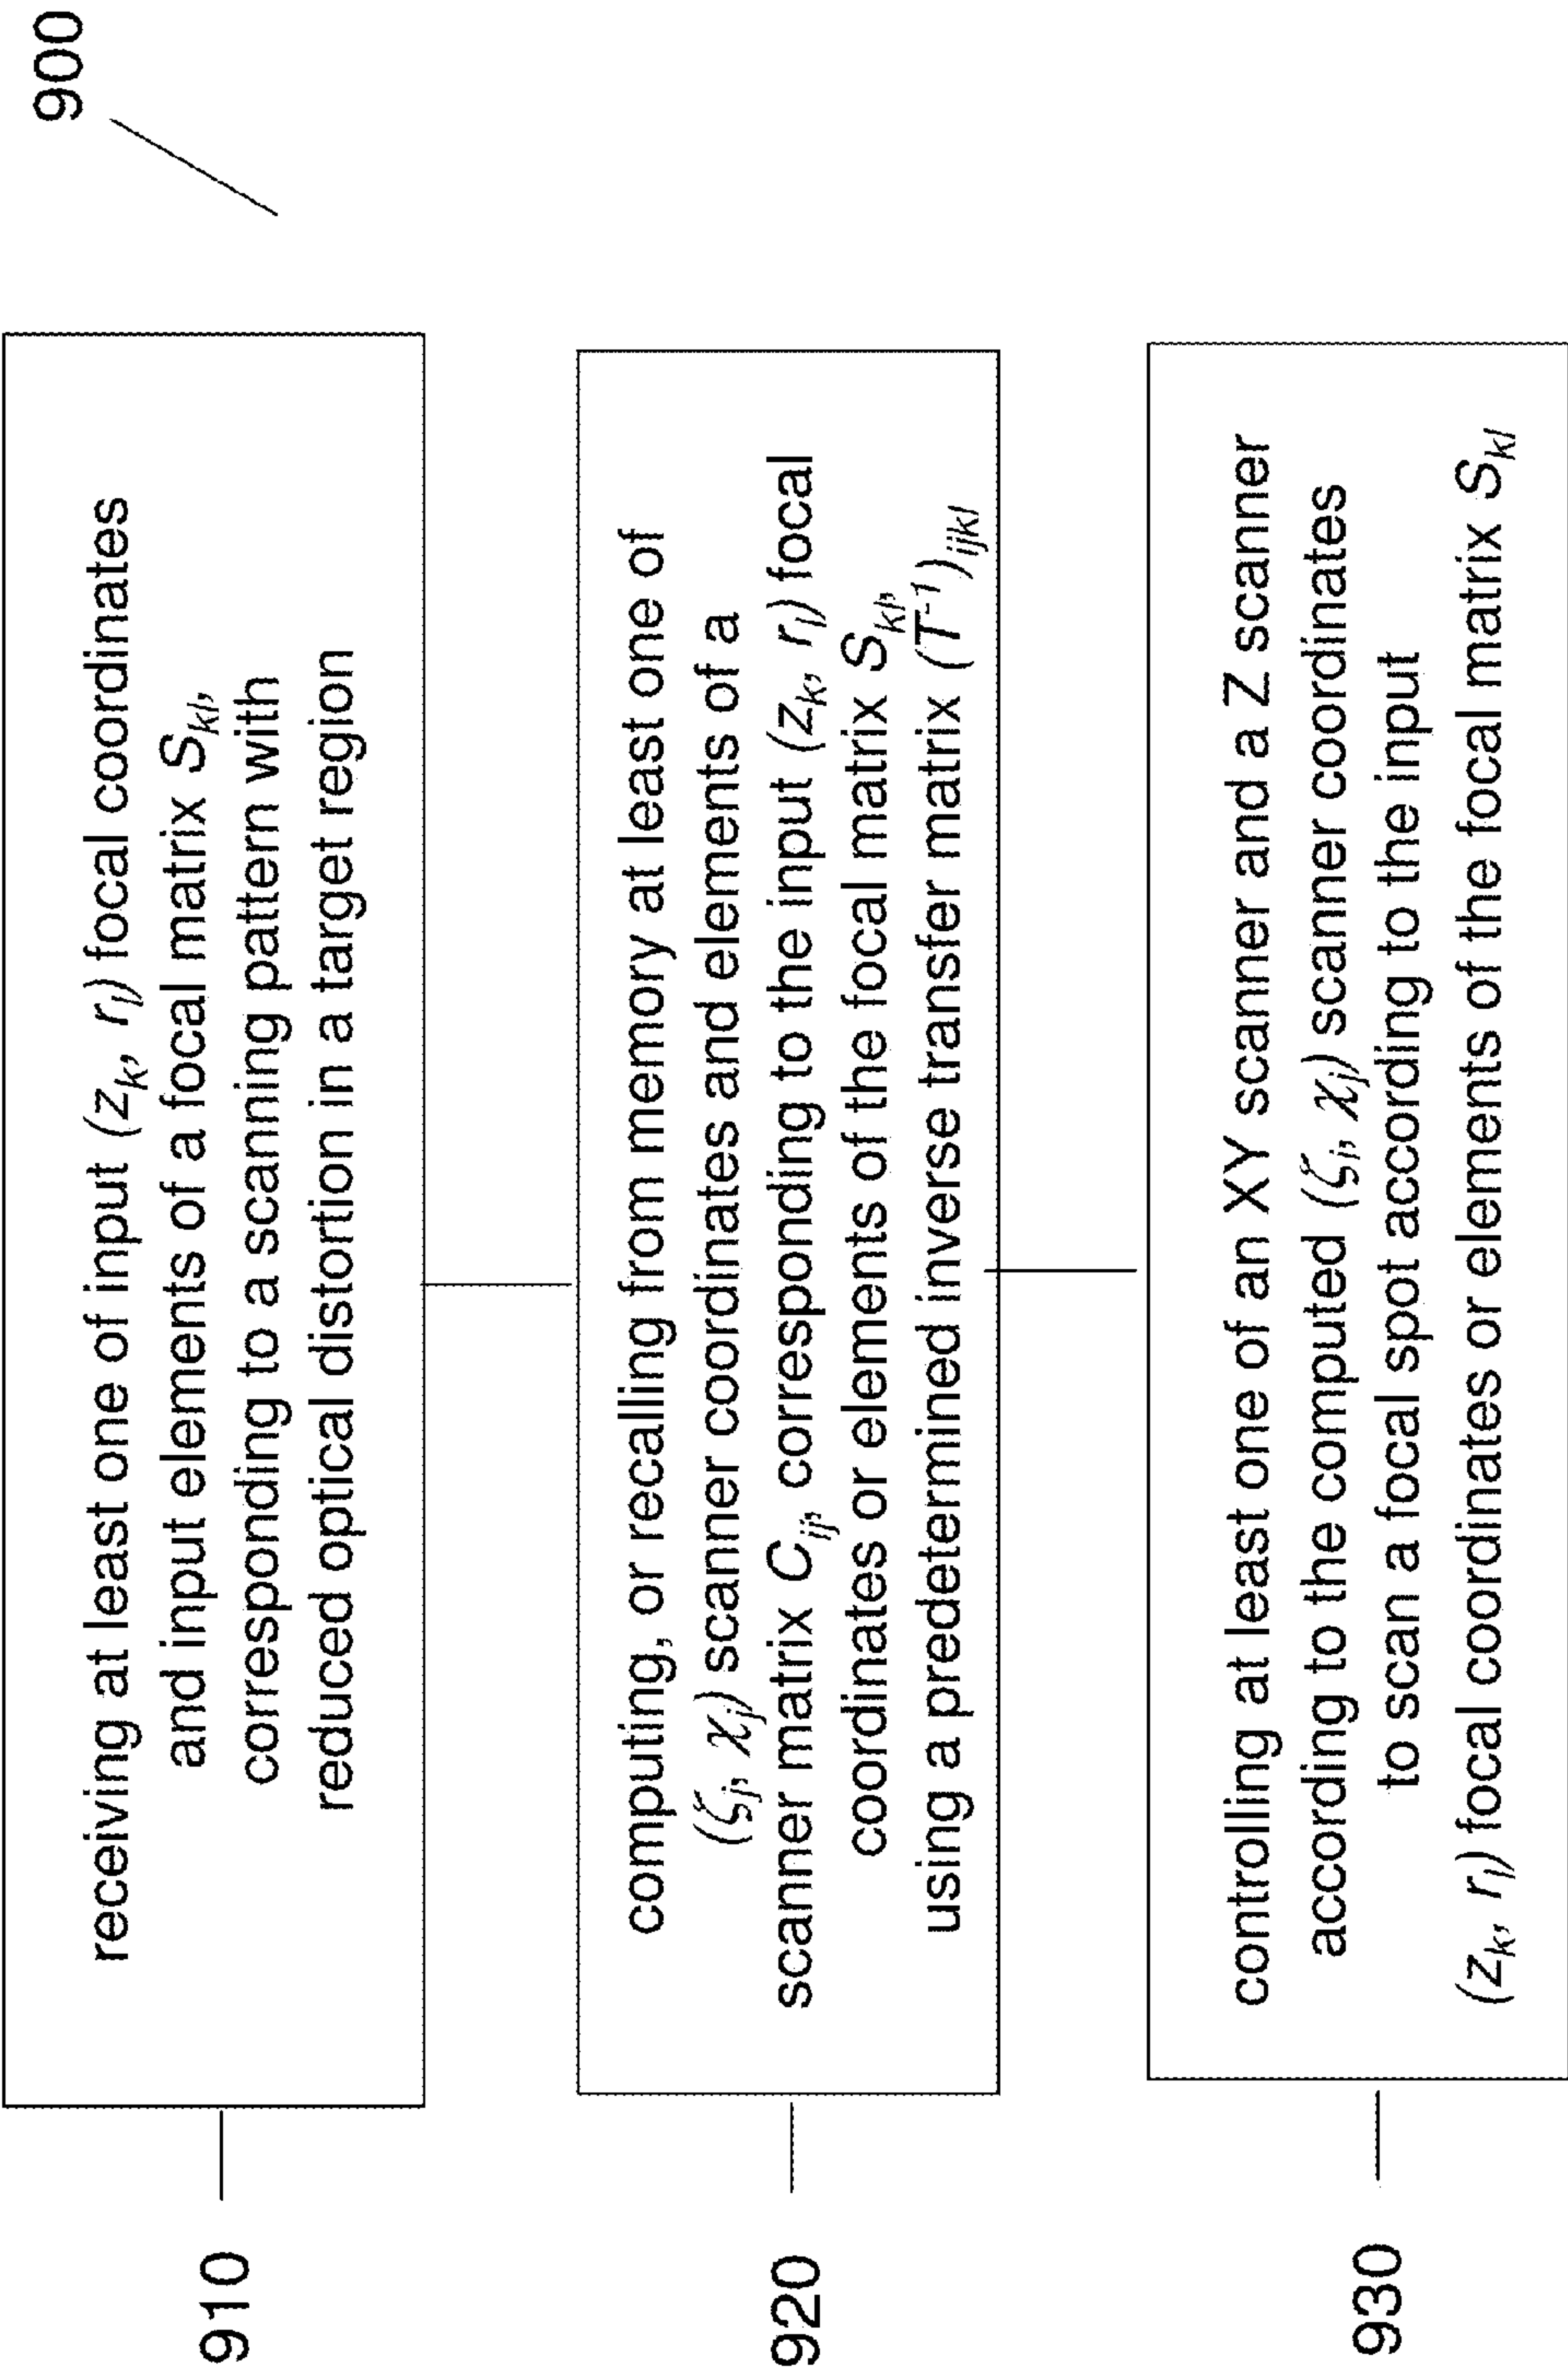 900
910
receiving at least one of input (z_k, r_l) focal coordinates
and input elements of a focal matrix S_kl,
corresponding to a scanning pattern with
reduced optical distortion in a target region
920
computing, or recalling from memory at least one of
(ζ_i, χ_j) scanner coordinates and elements of a
scanner matrix C_ij, corresponding to the input (z_k, r_l) focal
coordinates or elements of the focal matrix S_kl,
using a predetermined inverse transfer matrix (T⁻¹)_ijkl
930
controlling at least one of an XY scanner and a Z scanner
according to the computed (ζ_i, χ_j) scanner coordinates
to scan a focal spot according to the input
(z_k, r_l) focal coordinates or elements of the focal matrix S_kl